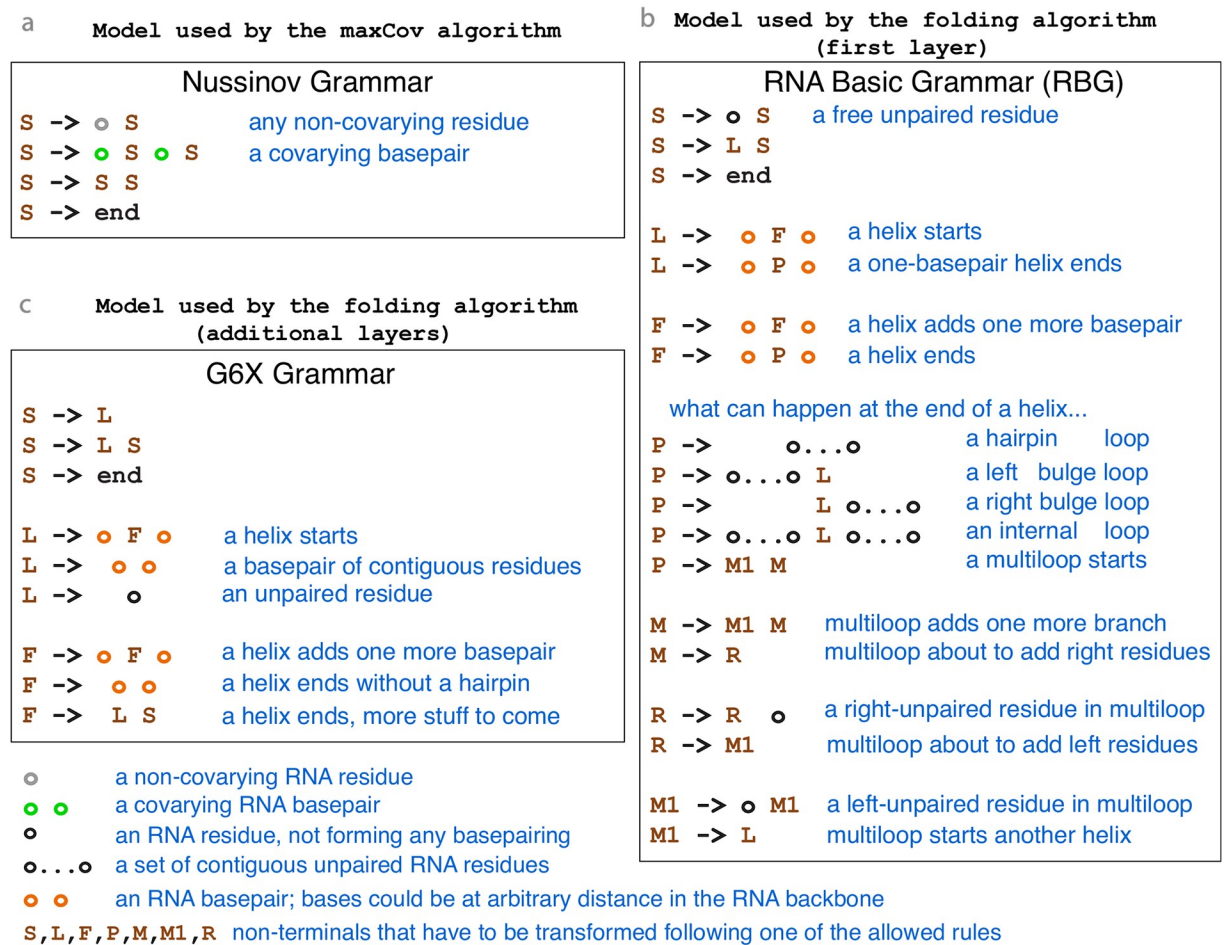 a Model used by the maxCov algorithm
Nussinov Grammar
S -> o S any non-covarying residue
S -> o S o S a covarying basepair
S -> S S
S -> end
b Model used by the folding algorithm
(first layer)
RNA Basic Grammar (RBG)
S -> o S a free unpaired residue
S -> L S
S -> end
L -> o F o a helix starts
L -> o P o a one-basepair helix ends
F -> o F o a helix adds one more basepair
F -> o P o a helix ends
what can happen at the end of a helix...
P -> o...o a hairpin loop
P -> o...o L a left bulge loop
P -> L o...o a right bulge loop
P -> o...o L o...o an internal loop
P -> M1 M a multiloop starts
M -> M1 M multiloop adds one more branch
M -> R multiloop about to add right residues
R -> R o a right-unpaired residue in multiloop
R -> M1 multiloop about to add left residues
M1 -> o M1 a left-unpaired residue in multiloop
M1 -> L multiloop starts another helix
c Model used by the folding algorithm
(additional layers)
G6X Grammar
S -> L
S -> L S
S -> end
L -> o F o a helix starts
L -> o o a basepair of contiguous residues
L -> o an unpaired residue
F -> o F o a helix adds one more basepair
F -> o o a helix ends without a hairpin
F -> L S a helix ends, more stuff to come
o a non-covarying RNA residue
o o a covarying RNA basepair
o an RNA residue, not forming any basepairing
o...o a set of contiguous unpaired RNA residues
o o an RNA basepair; bases could be at arbitrary distance in the RNA backbone
S,L,F,P,M,M1,R non-terminals that have to be transformed following one of the allowed rules